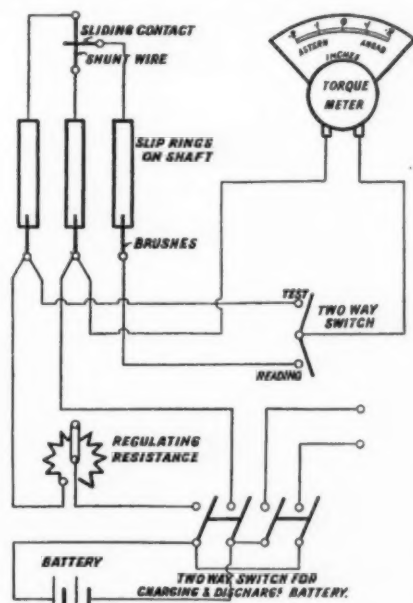 SLIDING CONTACT
SHUNT WIRE
ASTERN
AHEAD
INCHES
TORQUE
METER
SLIP RINGS
ON SHAFT
BRUSHES
TEST
TWO WAY
SWITCH
READING
REGULATING
RESISTANCE
BATTERY
TWO WAY SWITCH FOR
CHARGING & DISCHARG! BATTERY.